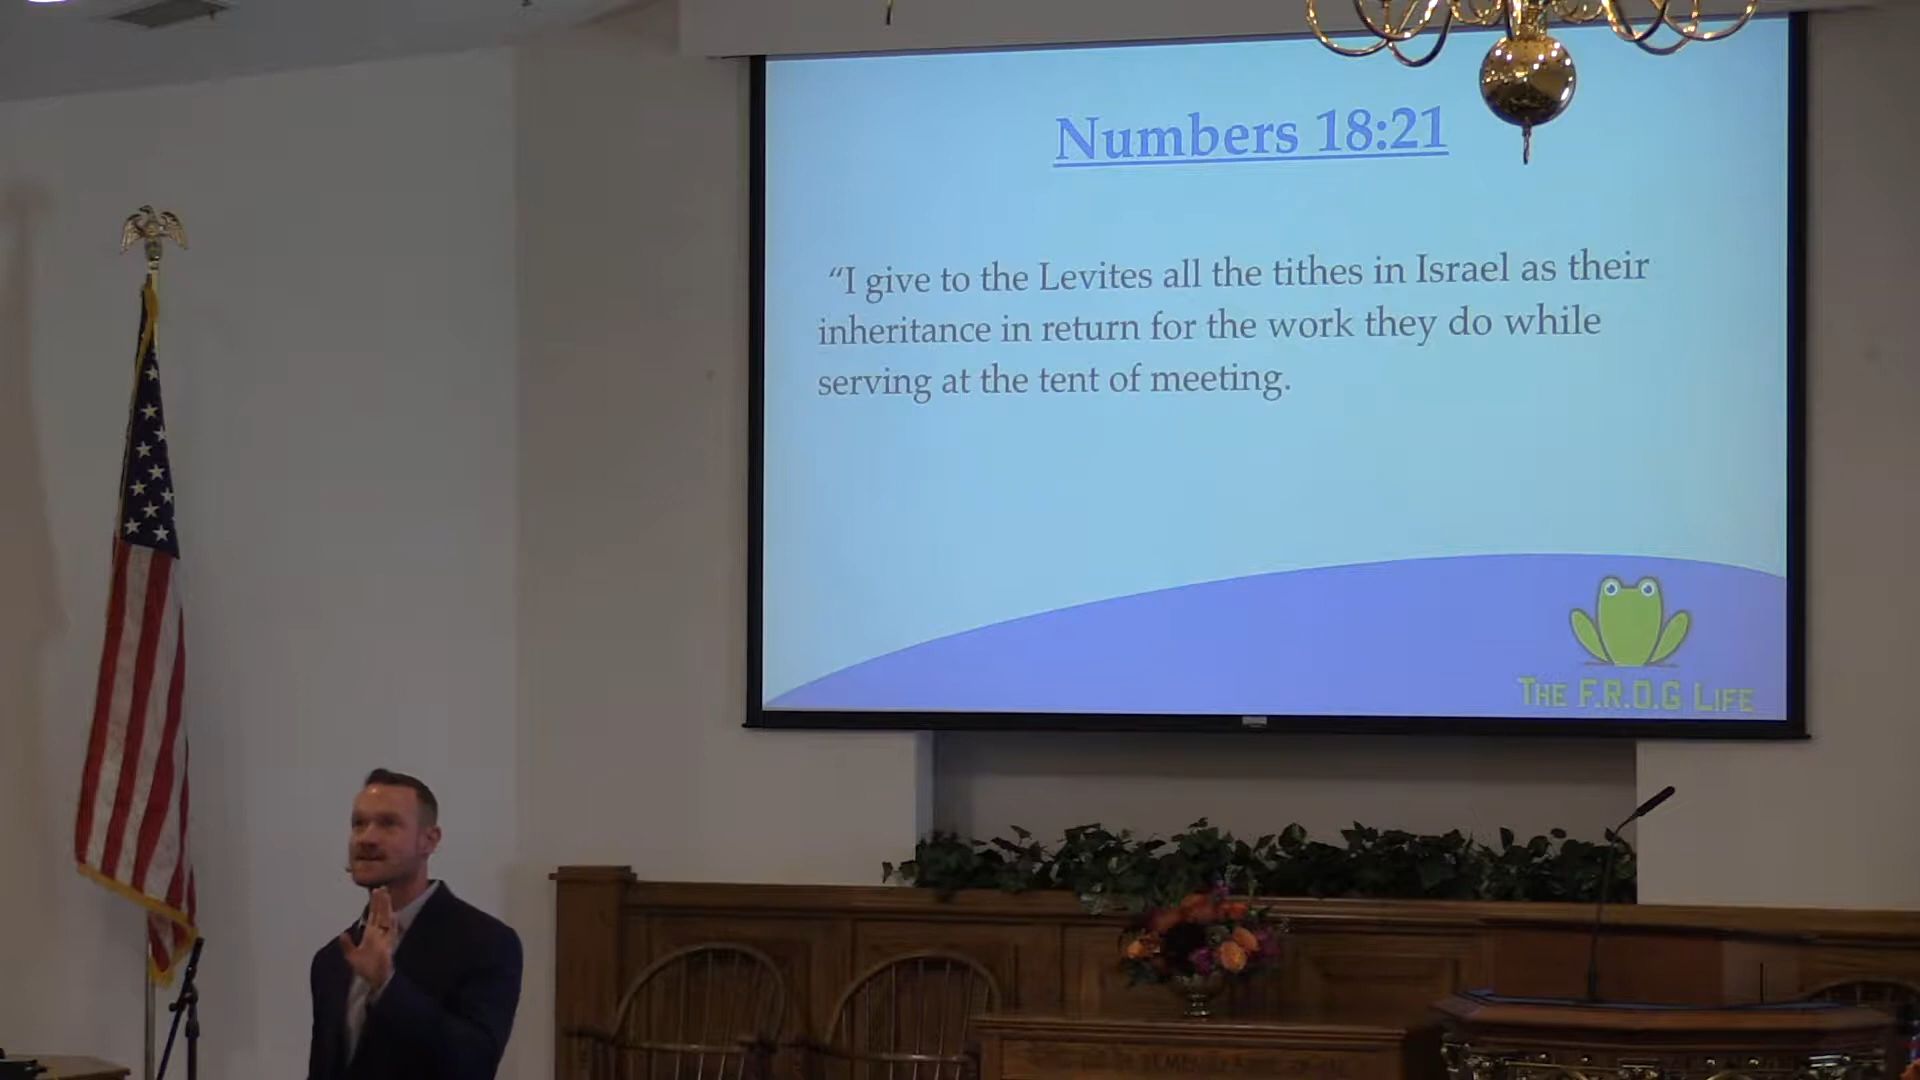 Numbers 18:21
“I give to the Levites all the tithes in Israel as their
inheritance in return for the work they do while
serving at the tent of meeting.
THE F.R.O.G LIFE